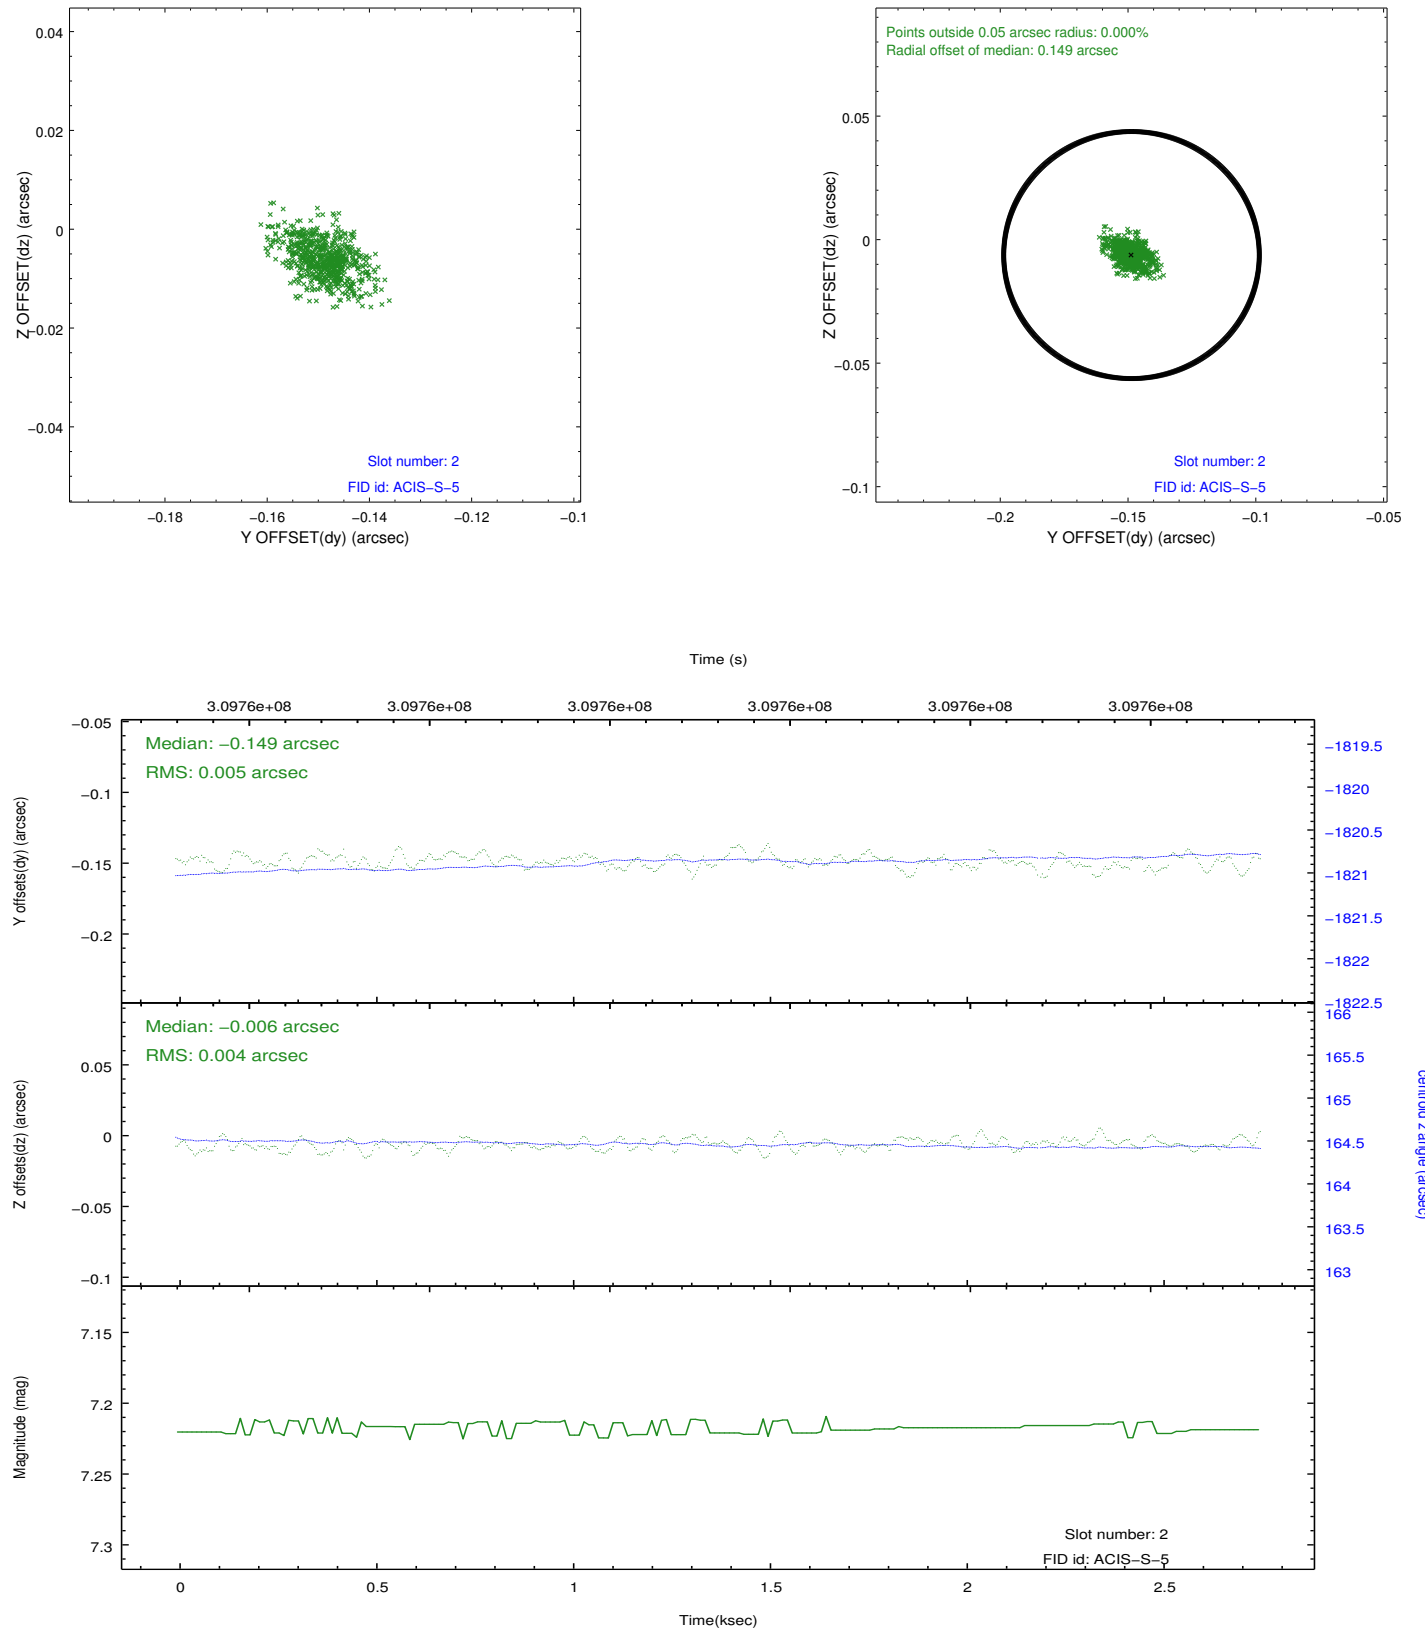 0.04
0.02
0
−0.02
−0.04
Z OFFSET(dz) (arcsec)
Slot number: 2
FID id: ACIS−S−5
−0.18
−0.16
−0.14
−0.12
−0.1
Y OFFSET(dy) (arcsec)
Points outside 0.05 arcsec radius: 0.000%
Radial offset of median: 0.149 arcsec
0.05
0
−0.05
−0.1
Z OFFSET(dz) (arcsec)
Slot number: 2
FID id: ACIS−S−5
−0.2
−0.15
−0.1
−0.05
Y OFFSET(dy) (arcsec)
Time (s)
3.0976e+08
3.0976e+08
3.0976e+08
3.0976e+08
3.0976e+08
3.0976e+08
Median: −0.149 arcsec
RMS: 0.005 arcsec
−0.05
−0.1
−0.15
−0.2
Y offsets(dy) (arcsec)
−1819.5
−1820
−1820.5
−1821
−1821.5
−1822
−1822.5
Median: −0.006 arcsec
RMS: 0.004 arcsec
0.05
0
−0.05
−0.1
Z offsets(dz) (arcsec)
166
165.5
165
164.5
164
163.5
163
centroid z angle (arcsec)
7.15
7.2
7.25
7.3
Magnitude (mag)
Slot number: 2
FID id: ACIS−S−5
0
0.5
1
1.5
2
2.5
Time(ksec)